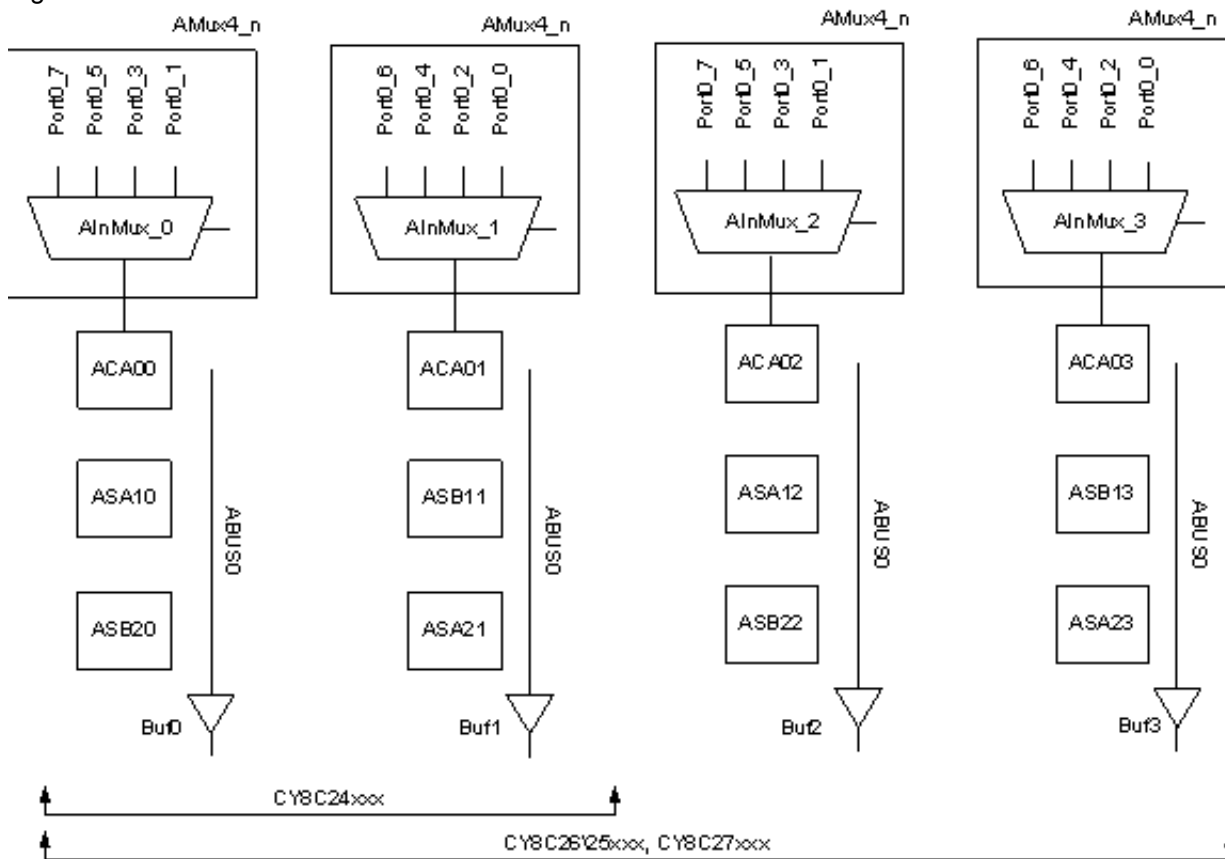 AMux4_n AMux4_n AMux4_n AMux4_n
Port0_7 Port0_5 Port0_3 Port0_1 Port0_6 Port0_4 Port0_2 Port0_0 Port0_7 Port0_5 Port0_3 Port0_1 Port0_6 Port0_4 Port0_2 Port0_0
AInMux_0 AInMux_1 AInMux_2 AInMux_3
ACA00 ACA01 ACA02 ACA03
ASA10 ASB11 ASA12 ASB13
ABUS0 ABUS0 ABUS0 ABUS0
ASB20 ASA21 ASB22 ASA23
Buf0 Buf1 Buf2 Buf3
CY8C24xxx
CY8C26\25xxx, CY8C27xxx